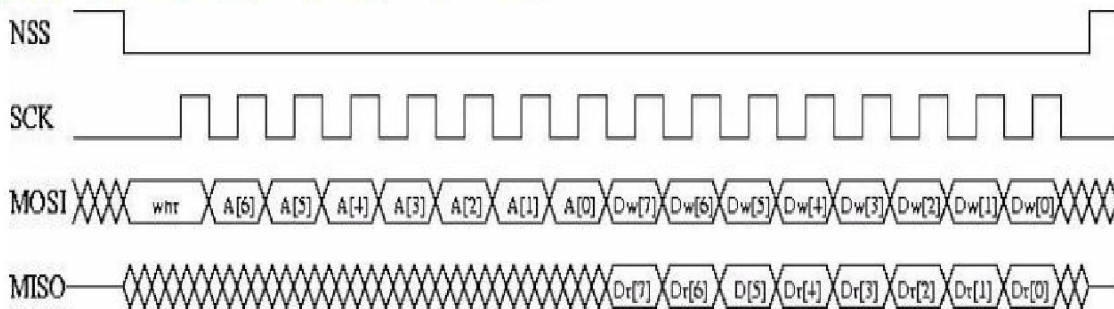 NSS
SCK
MOSI wnr A[6] A[5] A[4] A[3] A[2] A[1] A[0] Dw[7] Dw[6] Dw[5] Dw[4] Dw[3] Dw[2] Dw[1] Dw[0]
MISO Dr[7] Dr[6] D[5] Dr[4] Dr[3] Dr[2] Dr[1] Dr[0]